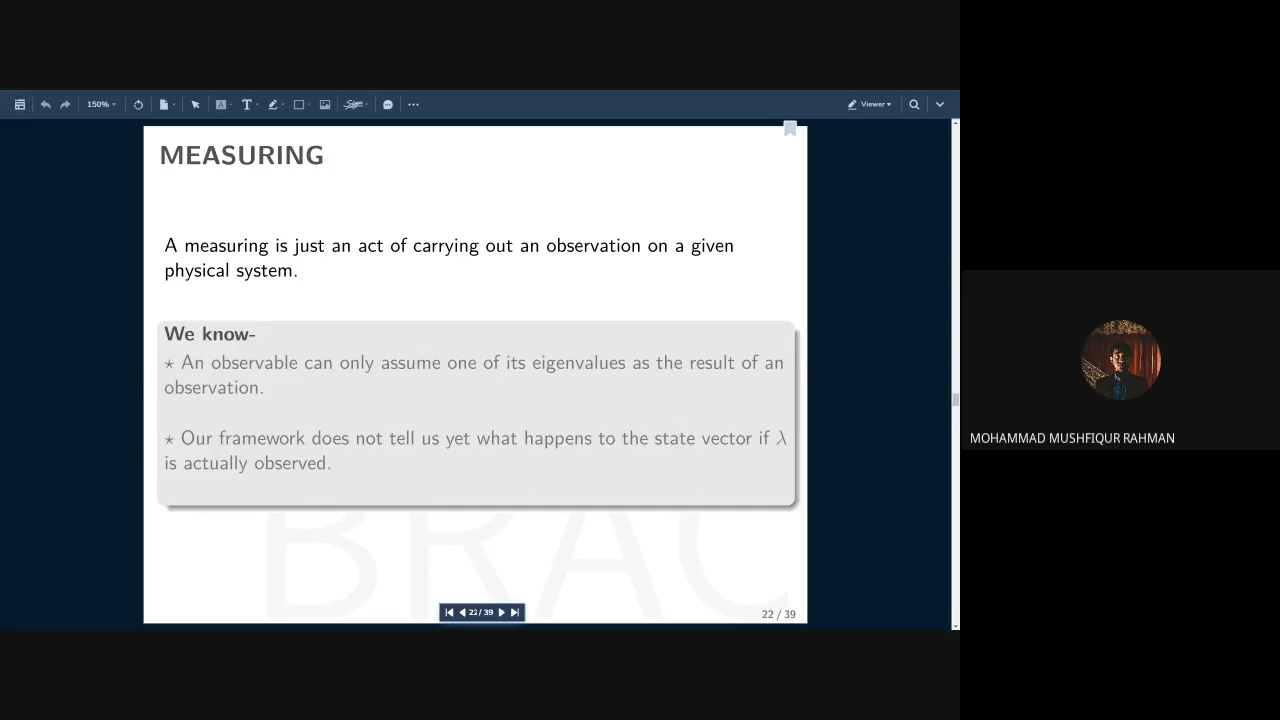 150%
T
Sign
Viewer
MEASURING
A measuring is just an act of carrying out an observation on a given
physical system.
We know-
⋆ An observable can only assume one of its eigenvalues as the result of an
observation.
⋆ Our framework does not tell us yet what happens to the state vector if λ
is actually observed.
BRAC
22 / 39
22 / 39
MOHAMMAD MUSHFIQUR RAHMAN